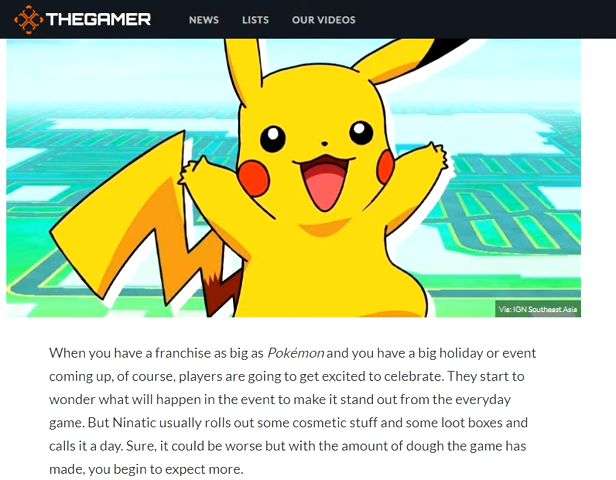 THEGAMER NEWS LISTS OUR VIDEOS
Via: IGN Southeast Asia
When you have a franchise as big as Pokémon and you have a big holiday or event
coming up, of course, players are going to get excited to celebrate. They start to
wonder what will happen in the event to make it stand out from the everyday
game. But Ninatic usually rolls out some cosmetic stuff and some loot boxes and
calls it a day. Sure, it could be worse but with the amount of dough the game has
made, you begin to expect more.